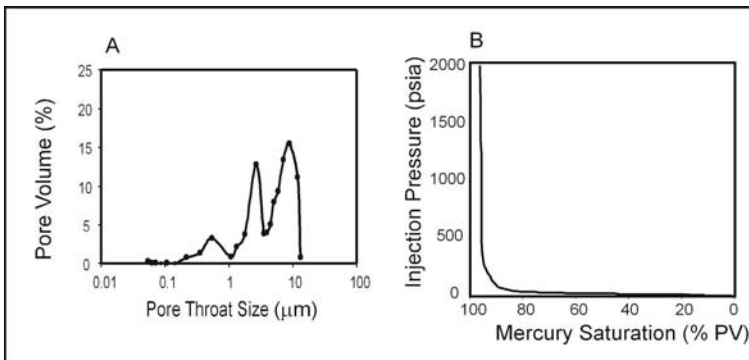 A
25
20
15
10
5
0
Pore Volume (%)
0.01 0.1 1 10 100
Pore Throat Size (μm)
B
2000
1500
1000
500
0
Injection Pressure (psia)
100 80 60 40 20 0
Mercury Saturation (% PV)